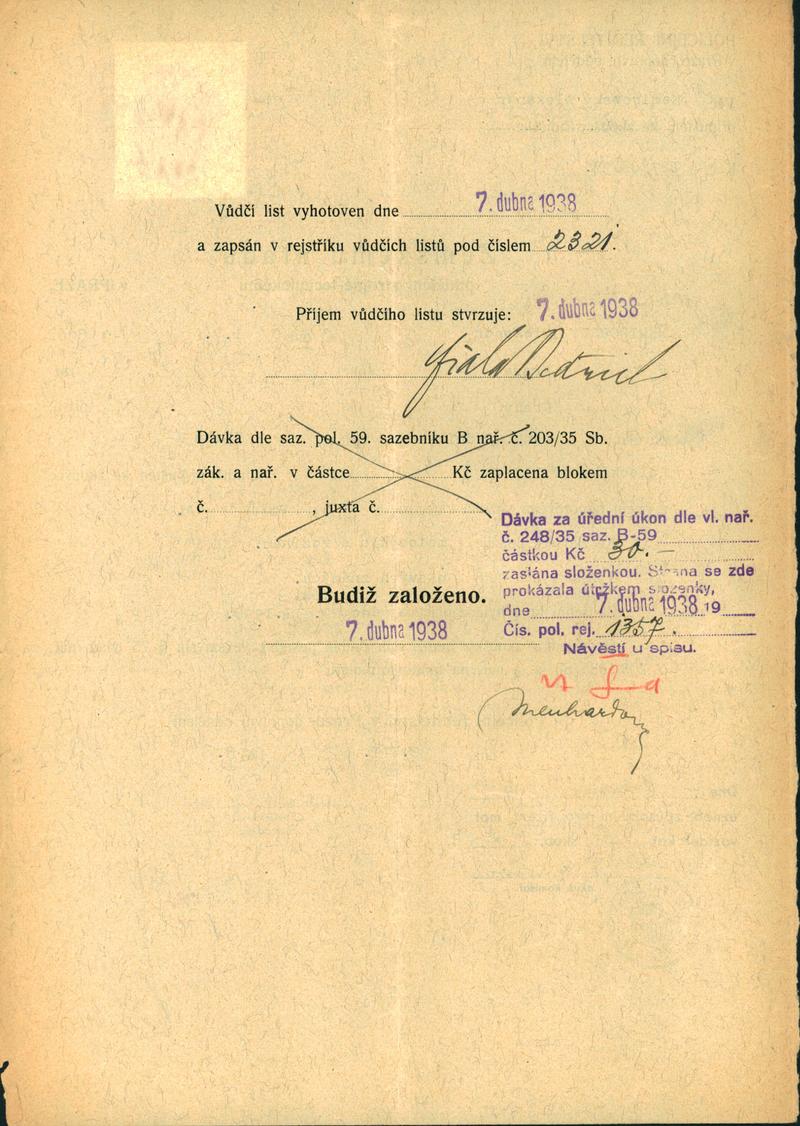 Vůdčí list vyhotoven dne 7. dubna 1938
a zapsán v rejstříku vůdčích listů pod číslem 2321.
Příjem vůdčího listu stvrzuje: 7. dubna 1938
Fiala Bedřich
Dávka dle saz. pol. 59. sazebníku B nař. č. 203/35 Sb.
zák. a nař. v částce Kč zaplacena blokem
č. , juxta č.
Dávka za úřední úkon dle vl. nař.
č. 248/35 saz. B-59
částkou Kč 30.—
zaslána složenkou. Strana se zde
prokázala útržkem složenky,
dne 7. dubna 1938 19
Čís. pol. rej. 1357.
Návěstí u spisu.
Budiž založeno.
7. dubna 1938